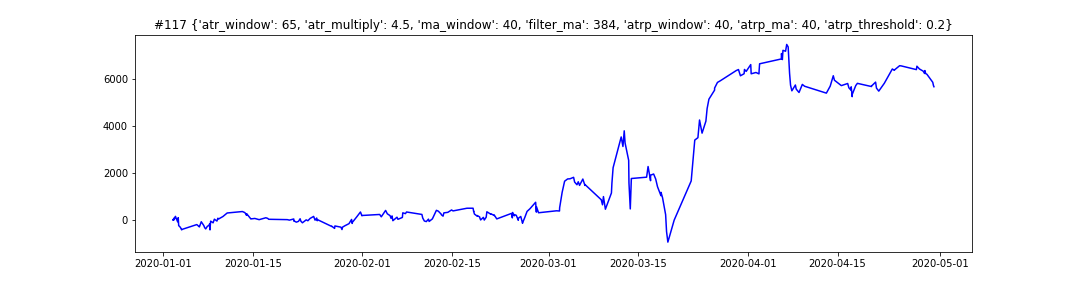 #117 {'atr_window': 65, 'atr_multiply': 4.5, 'ma_window': 40, 'filter_ma': 384, 'atrp_window': 40, 'atrp_ma': 40, 'atrp_threshold': 0.2}
6000
4000
2000
0
2020-01-01 2020-01-15 2020-02-01 2020-02-15 2020-03-01 2020-03-15 2020-04-01 2020-04-15 2020-05-01